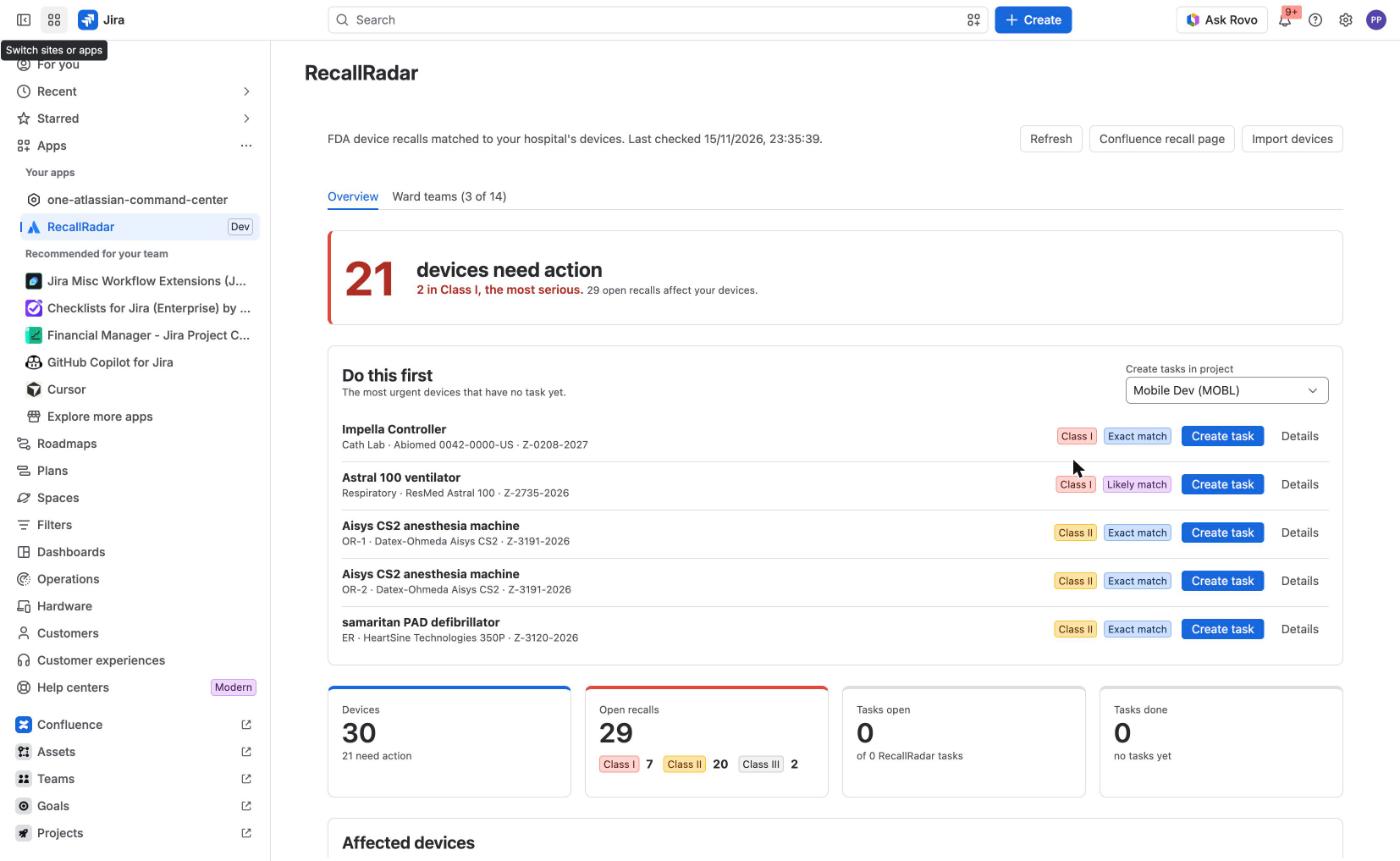 Jira
Search
Create
Ask Rovo
9+
PP
Switch sites or apps
For you
Recent
Starred
Apps
Your apps
one-atlassian-command-center
RecallRadar
Dev
Recommended for your team
Jira Misc Workflow Extensions (J...
Checklists for Jira (Enterprise) by ...
Financial Manager - Jira Project C...
GitHub Copilot for Jira
Cursor
Explore more apps
Roadmaps
Plans
Spaces
Filters
Dashboards
Operations
Hardware
Customers
Customer experiences
Help centers
Modern
Confluence
Assets
Teams
Goals
Projects
RecallRadar
FDA device recalls matched to your hospital's devices. Last checked 15/11/2026, 23:35:39.
Refresh
Confluence recall page
Import devices
Overview
Ward teams (3 of 14)
21
devices need action
2 in Class I, the most serious. 29 open recalls affect your devices.
Do this first
The most urgent devices that have no task yet.
Create tasks in project
Mobile Dev (MOBL)
Impella Controller
Cath Lab · Abiomed 0042-0000-US · Z-0208-2027
Class I
Exact match
Create task
Details
Astral 100 ventilator
Respiratory · ResMed Astral 100 · Z-2735-2026
Class I
Likely match
Create task
Details
Aisys CS2 anesthesia machine
OR-1 · Datex-Ohmeda Aisys CS2 · Z-3191-2026
Class II
Exact match
Create task
Details
Aisys CS2 anesthesia machine
OR-2 · Datex-Ohmeda Aisys CS2 · Z-3191-2026
Class II
Exact match
Create task
Details
samaritan PAD defibrillator
ER · HeartSine Technologies 350P · Z-3120-2026
Class II
Exact match
Create task
Details
Devices
30
21 need action
Open recalls
29
Class I 7 Class II 20 Class III 2
Tasks open
0
of 0 RecallRadar tasks
Tasks done
0
no tasks yet
Affected devices